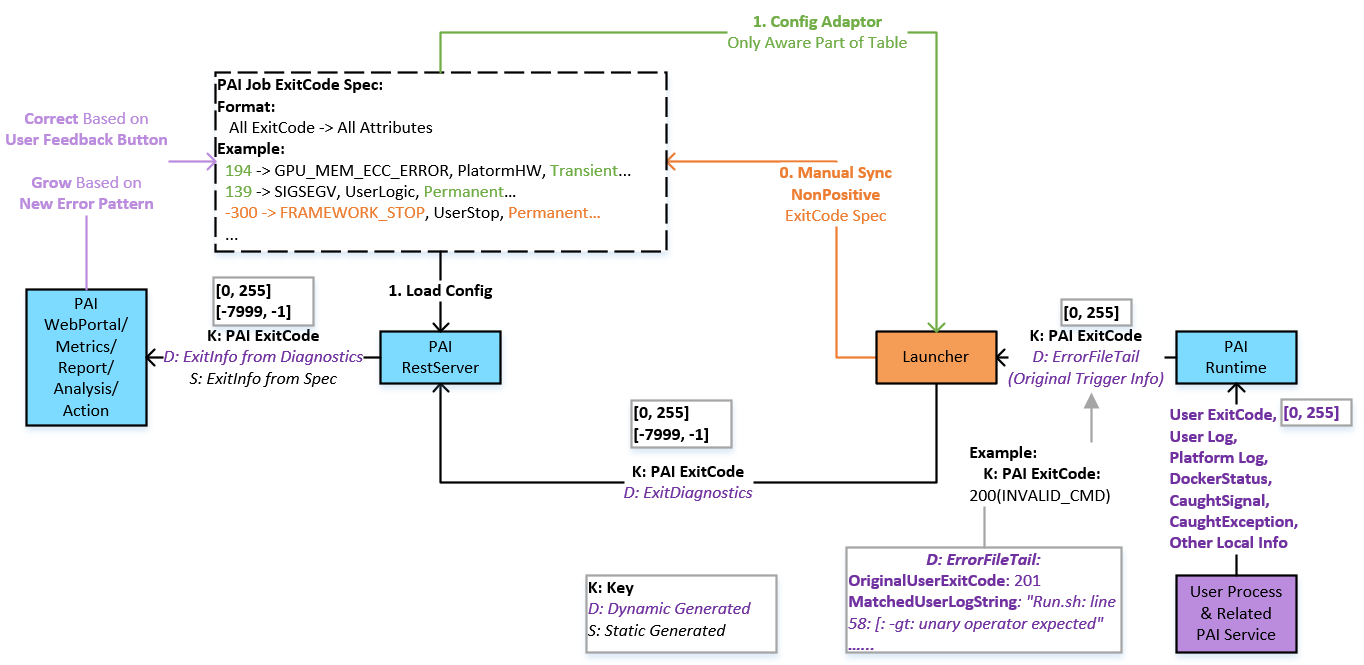 1. Config Adaptor
Only Aware Part of Table
PAI Job ExitCode Spec:
Format:
All ExitCode -> All Attributes
Example:
194 -> GPU_MEM_ECC_ERROR, PlatormHW, Transient...
139 -> SIGSEGV, UserLogic, Permanent...
-300 -> FRAMEWORK_STOP, UserStop, Permanent...
...
Correct Based on
User Feedback Button
Grow Based on
New Error Pattern
0. Manual Sync
NonPositive
ExitCode Spec
1. Load Config
PAI
WebPortal/
Metrics/
Report/
Analysis/
Action
[0, 255]
[-7999, -1]
K: PAI ExitCode
D: ExitInfo from Diagnostics
S: ExitInfo from Spec
PAI
RestServer
Launcher
[0, 255]
K: PAI ExitCode
D: ErrorFileTail
(Original Trigger Info)
PAI
Runtime
[0, 255]
[-7999, -1]
K: PAI ExitCode
D: ExitDiagnostics
Example:
K: PAI ExitCode:
200(INVALID_CMD)
User ExitCode, [0, 255]
User Log,
Platform Log,
DockerStatus,
CaughtSignal,
CaughtException,
Other Local Info
K: Key
D: Dynamic Generated
S: Static Generated
D: ErrorFileTail:
OriginalUserExitCode: 201
MatchedUserLogString: "Run.sh: line
58: [: -gt: unary operator expected"
......
User Process
& Related
PAI Service